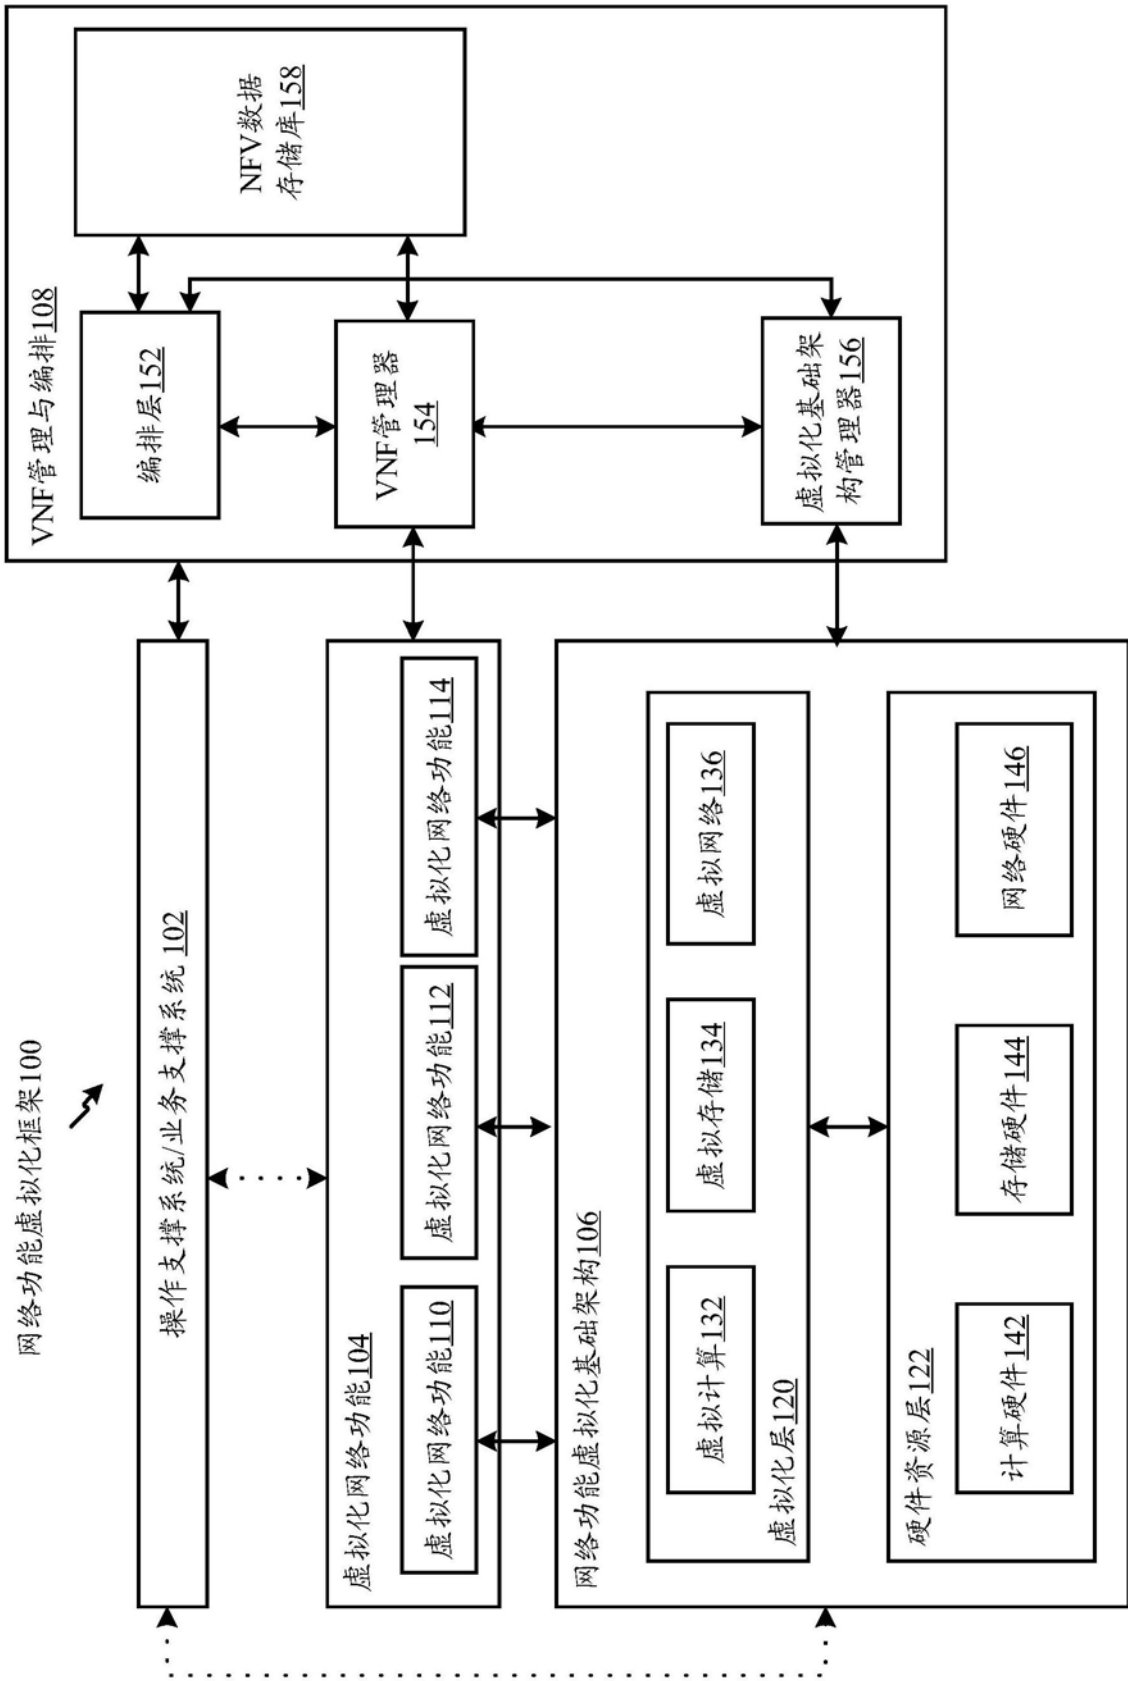 网络功能虚拟化框架100
操作支撑系统/业务支撑系统 102
虚拟化网络功能104
虚拟化网络功能110
虚拟化网络功能112
虚拟化网络功能114
网络功能虚拟化基础架构106
虚拟计算132
虚拟存储134
虚拟网络136
虚拟化层120
硬件资源层122
计算硬件142
存储硬件144
网络硬件146
VNF管理与编排108
编排层152
NFV数据
存储库158
VNF管理器
154
虚拟化基础架
构管理器156